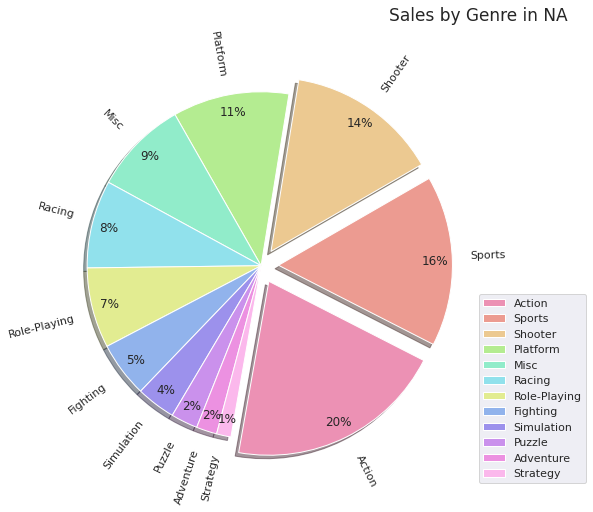 Sales by Genre in NA
Platform
Shooter
Misc
11%
14%
9%
Racing
8%
Sports
16%
Role-Playing
7%
Fighting
5%
Simulation
4%
Puzzle
2%
Adventure
2%
Strategy
1%
Action
20%
Action
Sports
Shooter
Platform
Misc
Racing
Role-Playing
Fighting
Simulation
Puzzle
Adventure
Strategy